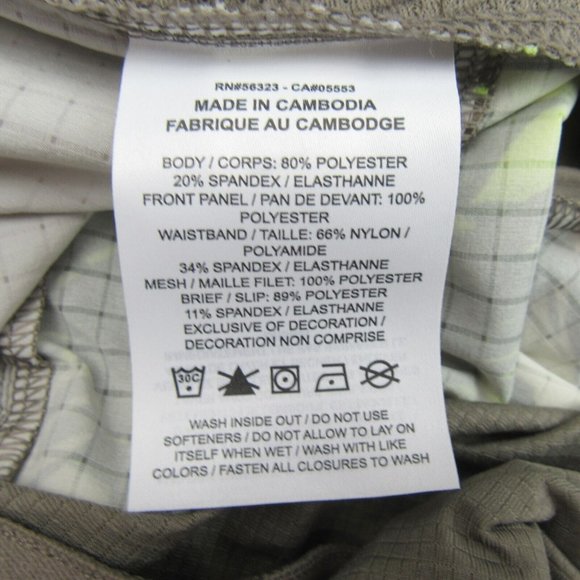 RN#56323 - CA#05553
MADE IN CAMBODIA
FABRIQUE AU CAMBODGE
BODY / CORPS: 80% POLYESTER
20% SPANDEX / ELASTHANNE
FRONT PANEL / PAN DE DEVANT: 100%
POLYESTER
WAISTBAND / TAILLE: 66% NYLON /
POLYAMIDE
34% SPANDEX / ELASTHANNE
MESH / MAILLE FILET: 100% POLYESTER
BRIEF / SLIP: 89% POLYESTER
11% SPANDEX / ELASTHANNE
EXCLUSIVE OF DECORATION /
DECORATION NON COMPRISE
30C
WASH INSIDE OUT / DO NOT USE
SOFTENERS / DO NOT ALLOW TO LAY ON
ITSELF WHEN WET / WASH WITH LIKE
COLORS / FASTEN ALL CLOSURES TO WASH